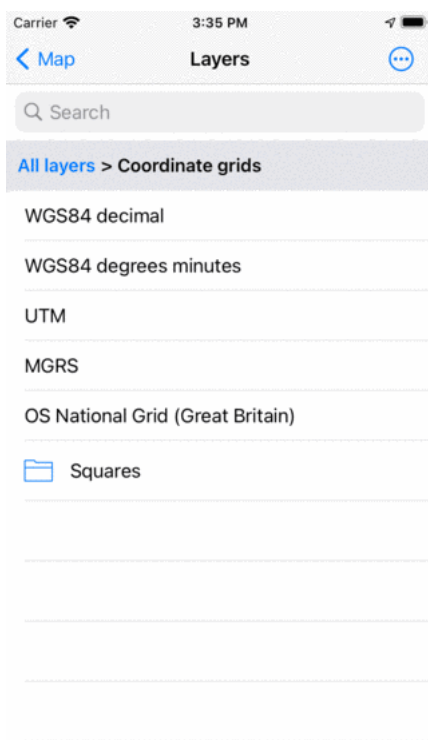 Carrier 3:35 PM
Map Layers
Search
All layers > Coordinate grids
WGS84 decimal
WGS84 degrees minutes
UTM
MGRS
OS National Grid (Great Britain)
Squares